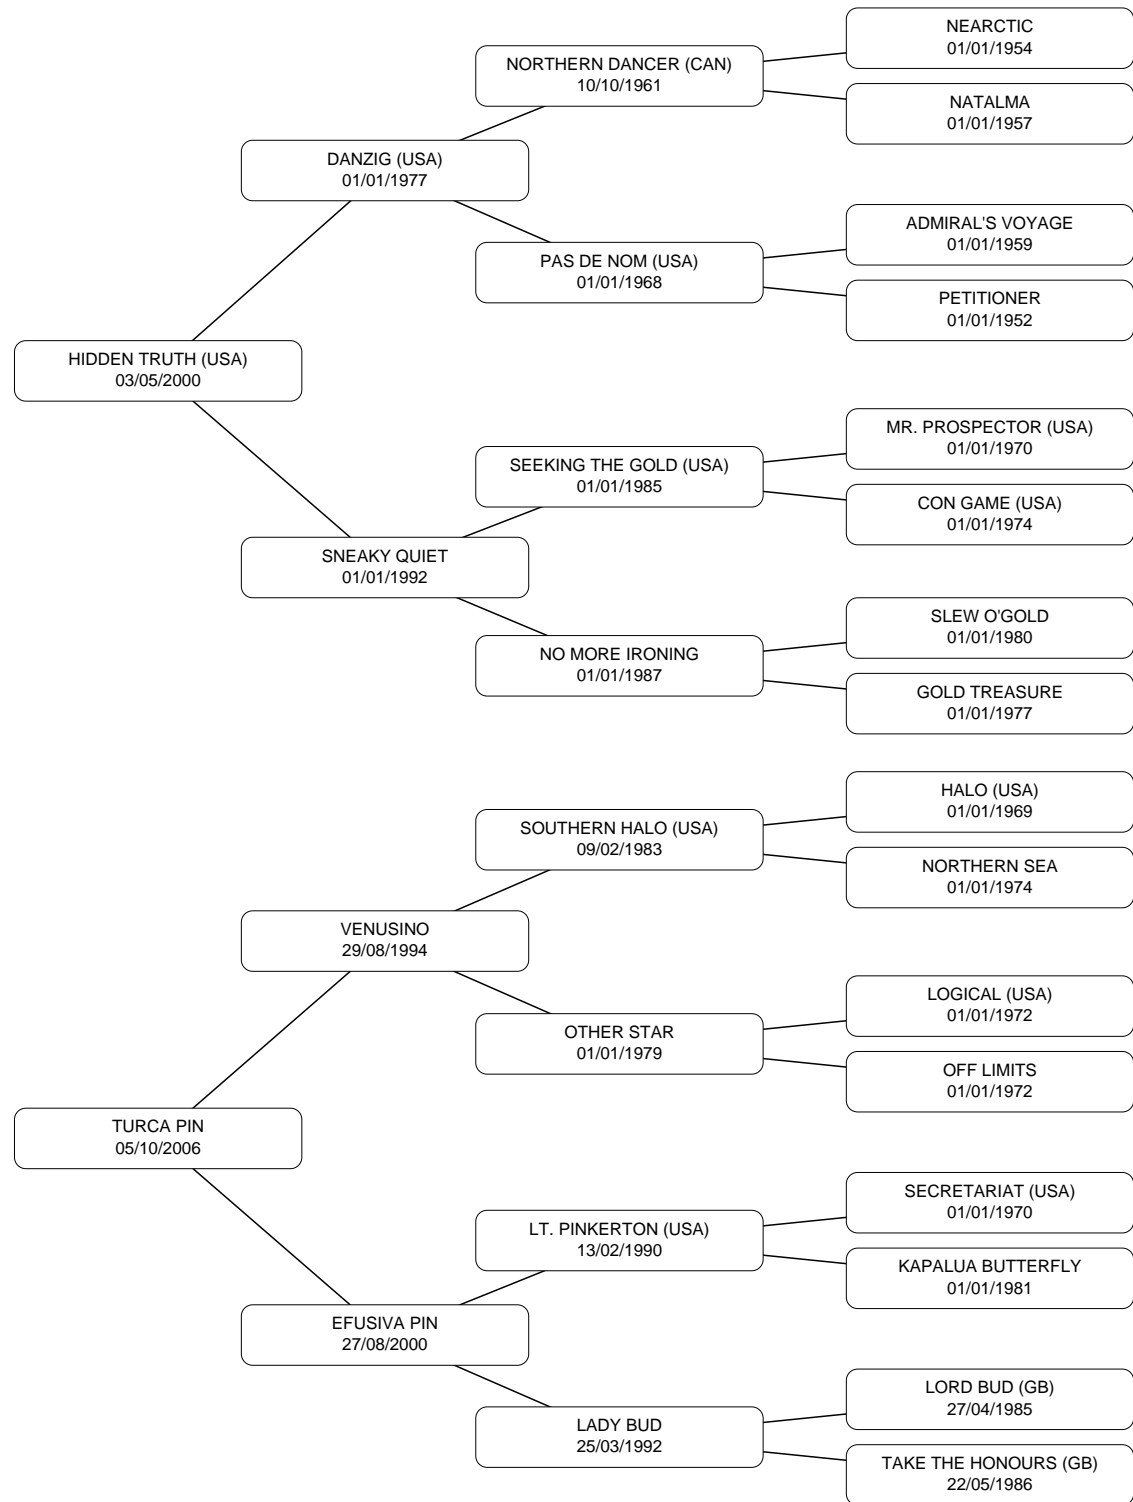 NEARCTIC
01/01/1954
NORTHERN DANCER (CAN)
10/10/1961
NATALMA
01/01/1957
DANZIG (USA)
01/01/1977
ADMIRAL'S VOYAGE
01/01/1959
PAS DE NOM (USA)
01/01/1968
PETITIONER
01/01/1952
HIDDEN TRUTH (USA)
03/05/2000
MR. PROSPECTOR (USA)
01/01/1970
SEEKING THE GOLD (USA)
01/01/1985
CON GAME (USA)
01/01/1974
SNEAKY QUIET
01/01/1992
SLEW O'GOLD
01/01/1980
NO MORE IRONING
01/01/1987
GOLD TREASURE
01/01/1977
HALO (USA)
01/01/1969
SOUTHERN HALO (USA)
09/02/1983
NORTHERN SEA
01/01/1974
VENUSINO
29/08/1994
LOGICAL (USA)
01/01/1972
OTHER STAR
01/01/1979
OFF LIMITS
01/01/1972
TURCA PIN
05/10/2006
SECRETARIAT (USA)
01/01/1970
LT. PINKERTON (USA)
13/02/1990
KAPALUA BUTTERFLY
01/01/1981
EFUSIVA PIN
27/08/2000
LORD BUD (GB)
27/04/1985
LADY BUD
25/03/1992
TAKE THE HONOURS (GB)
22/05/1986